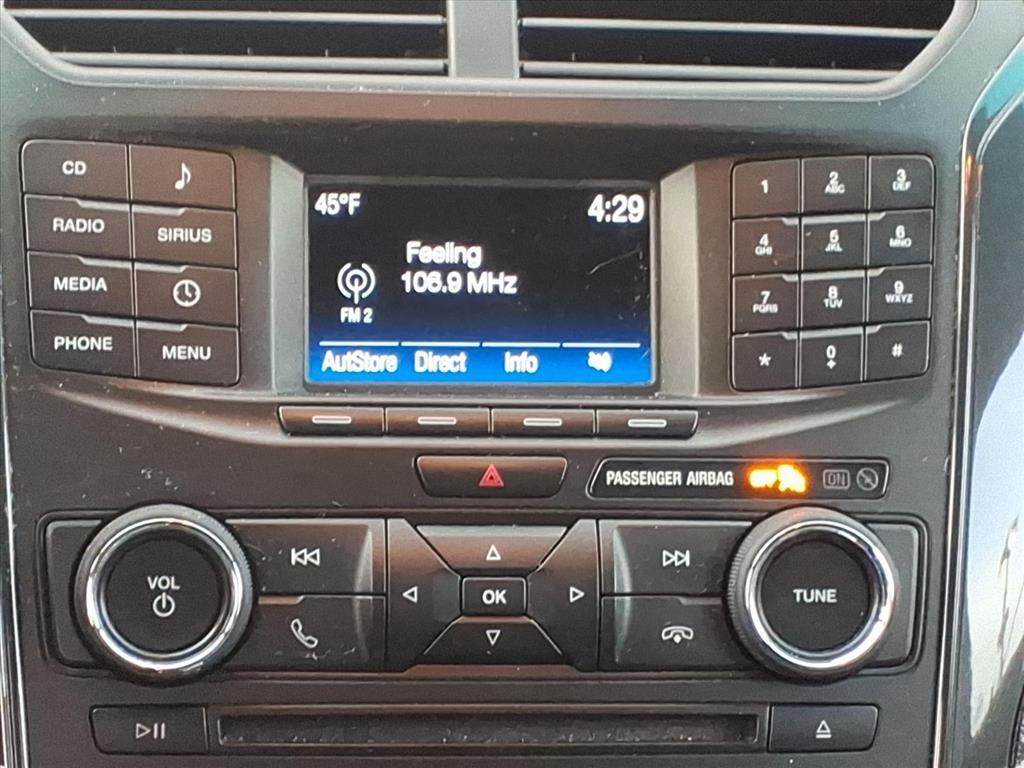 CD
RADIO
SIRIUS
MEDIA
PHONE
MENU
45°F
4:29
Feeling
106.9 MHz
FM 2
AutStore Direct Info
1
2 ABC
3 DEF
4 GHI
5 JKL
6 MNO
7 PQRS
8 TUV
9 WXYZ
*
0 +
#
PASSENGER AIRBAG OFF ON
VOL
OK
TUNE